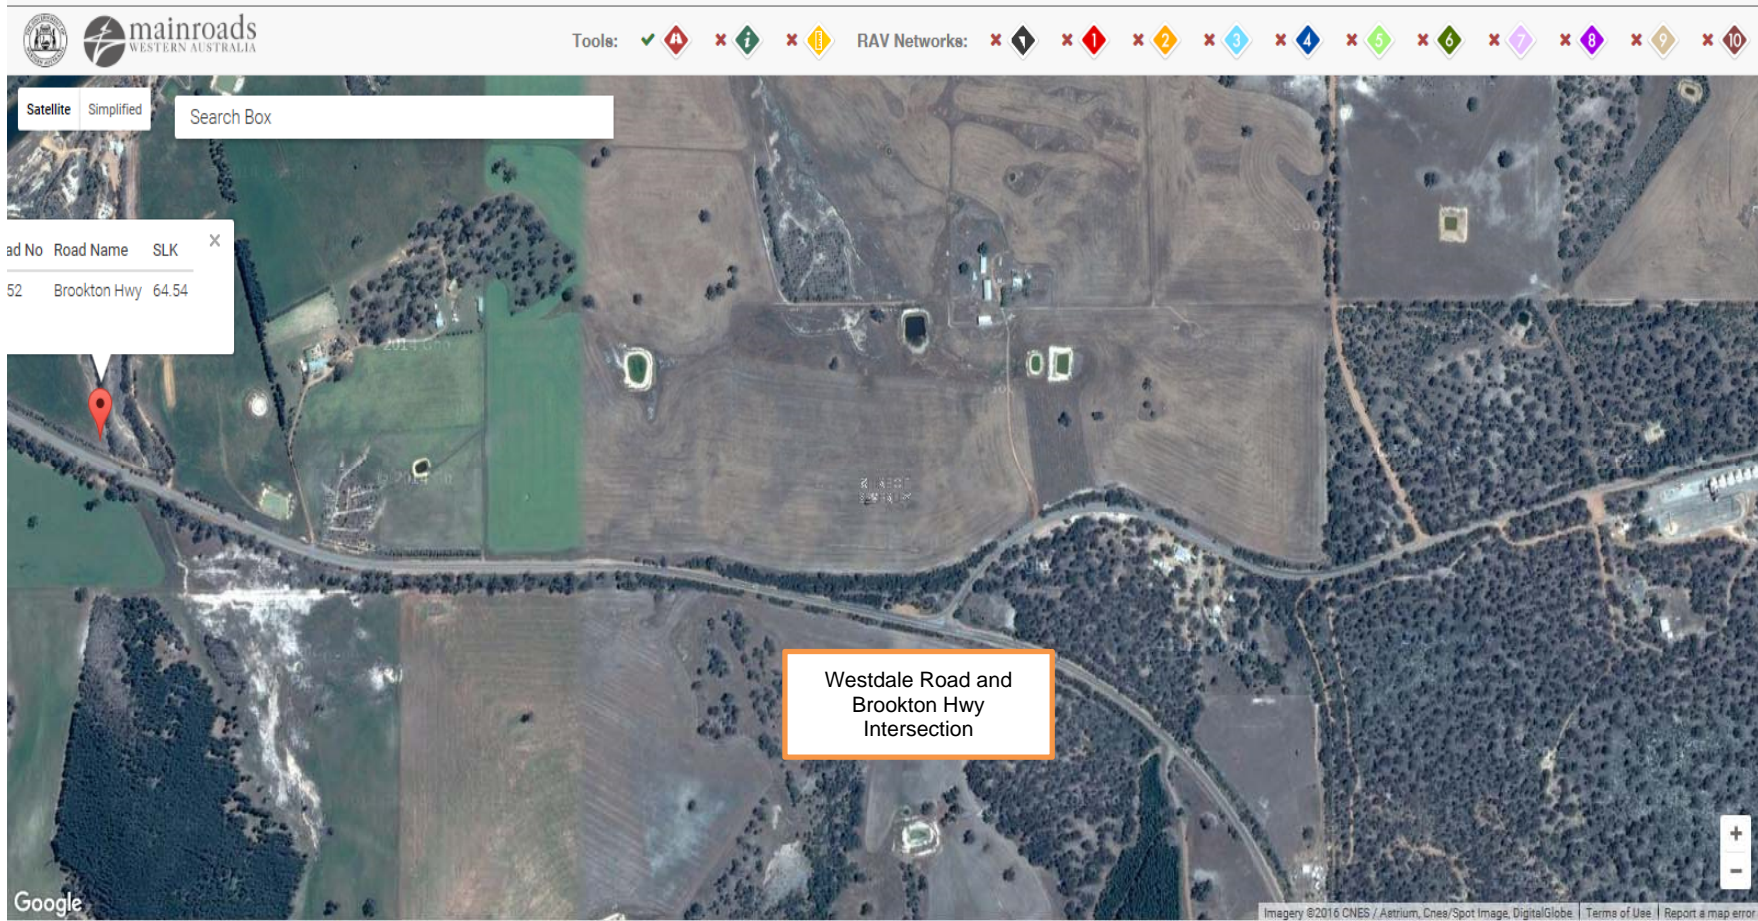 mainroads
WESTERN AUSTRALIA
Tools:
RAV Networks:
1
2
3
4
5
6
7
8
9
10
Satellite
Simplified
Search Box
ad No Road Name SLK
52 Brookton Hwy 64.54
Westdale Road and
Brookton Hwy
Intersection
Google
Imagery ©2016 CNES / Astrium, Cnes/Spot Image, DigitalGlobe
Terms of Use
Report a map error